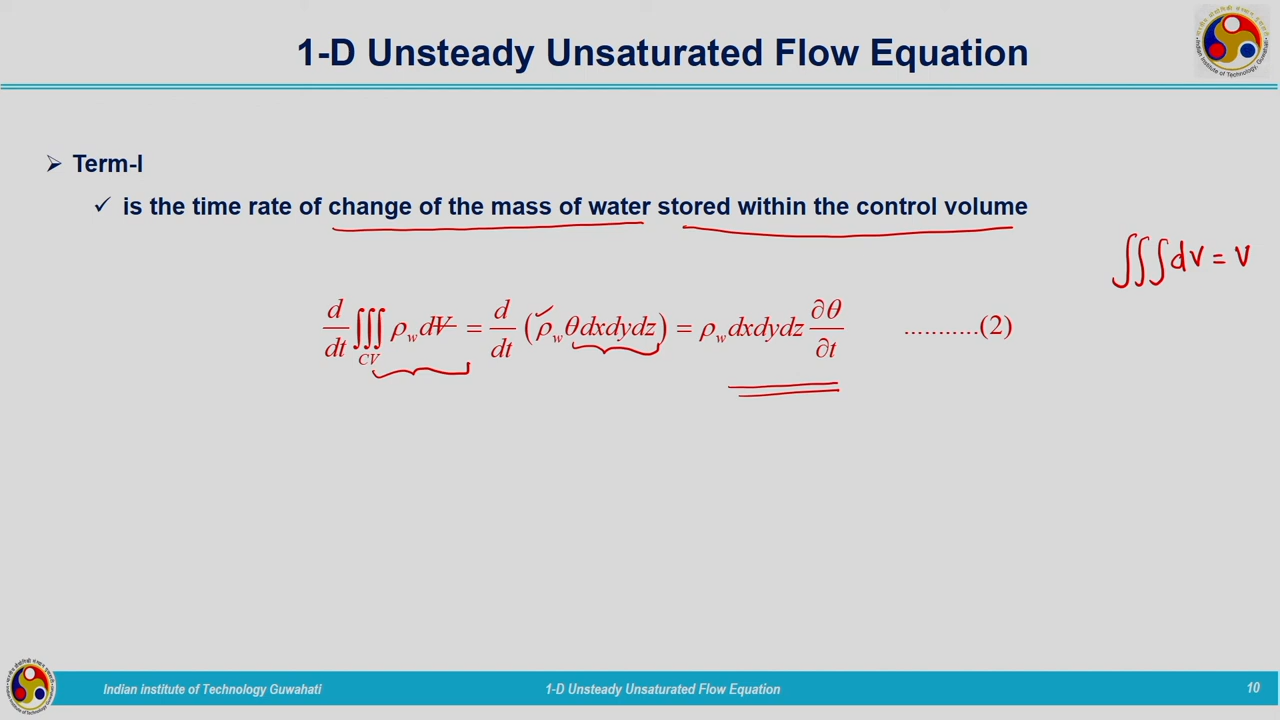 1-D Unsteady Unsaturated Flow Equation
➢ Term-I
✓ is the time rate of change of the mass of water stored within the control volume
∭ dV = V
d/dt ∭_CV ρ_w dV = d/dt (ρ_w θ dxdydz) = ρ_w dxdydz ∂θ/∂t ...........(2)
Indian institute of Technology Guwahati 1-D Unsteady Unsaturated Flow Equation 10